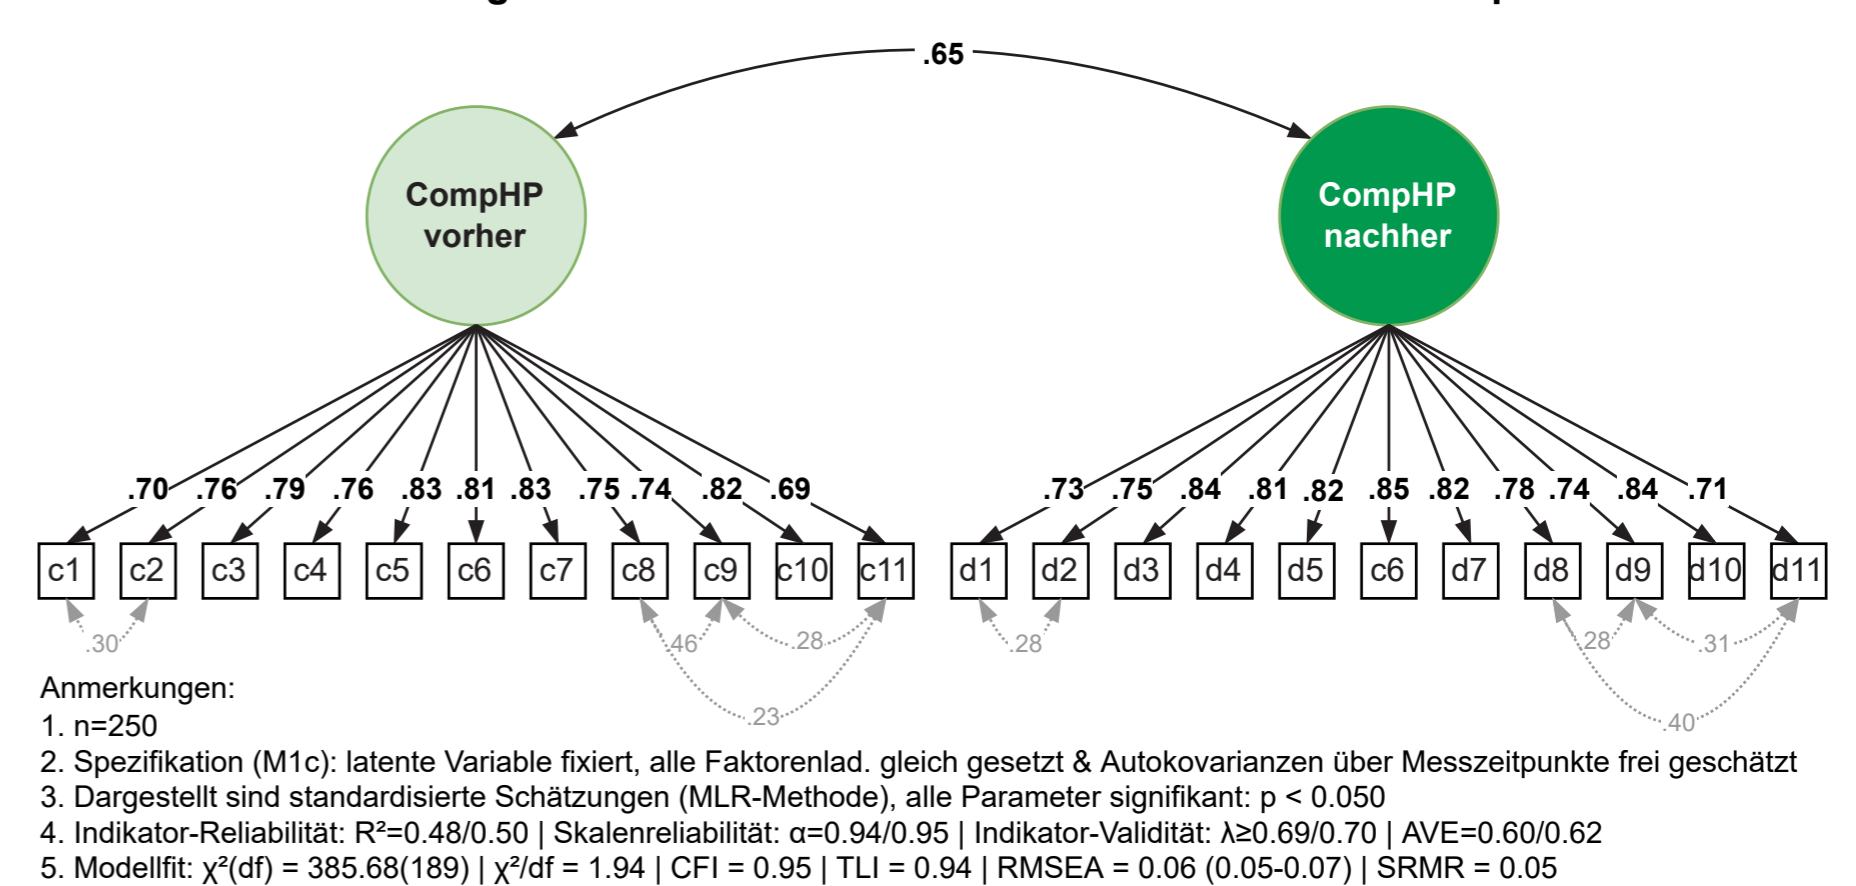 .65
CompHP
vorher
CompHP
nachher
.70 .76 .79 .76 .83 .81 .83 .75 .74 .82 .69
.73 .75 .84 .81 .82 .85 .82 .78 .74 .84 .71
c1 c2 c3 c4 c5 c6 c7 c8 c9 c10 c11
d1 d2 d3 d4 d5 c6 d7 d8 d9 d10 d11
.30 .46 .28 .28 .28 .31
.23 .40
Anmerkungen:
1. n=250
2. Spezifikation (M1c): latente Variable fixiert, alle Faktorenlad. gleich gesetzt & Autokovarianzen über Messzeitpunkte frei geschätzt
3. Dargestellt sind standardisierte Schätzungen (MLR-Methode), alle Parameter signifikant: p < 0.050
4. Indikator-Reliabilität: R²=0.48/0.50 | Skalenreliabilität: α=0.94/0.95 | Indikator-Validität: λ≥0.69/0.70 | AVE=0.60/0.62
5. Modellfit: χ²(df) = 385.68(189) | χ²/df = 1.94 | CFI = 0.95 | TLI = 0.94 | RMSEA = 0.06 (0.05-0.07) | SRMR = 0.05